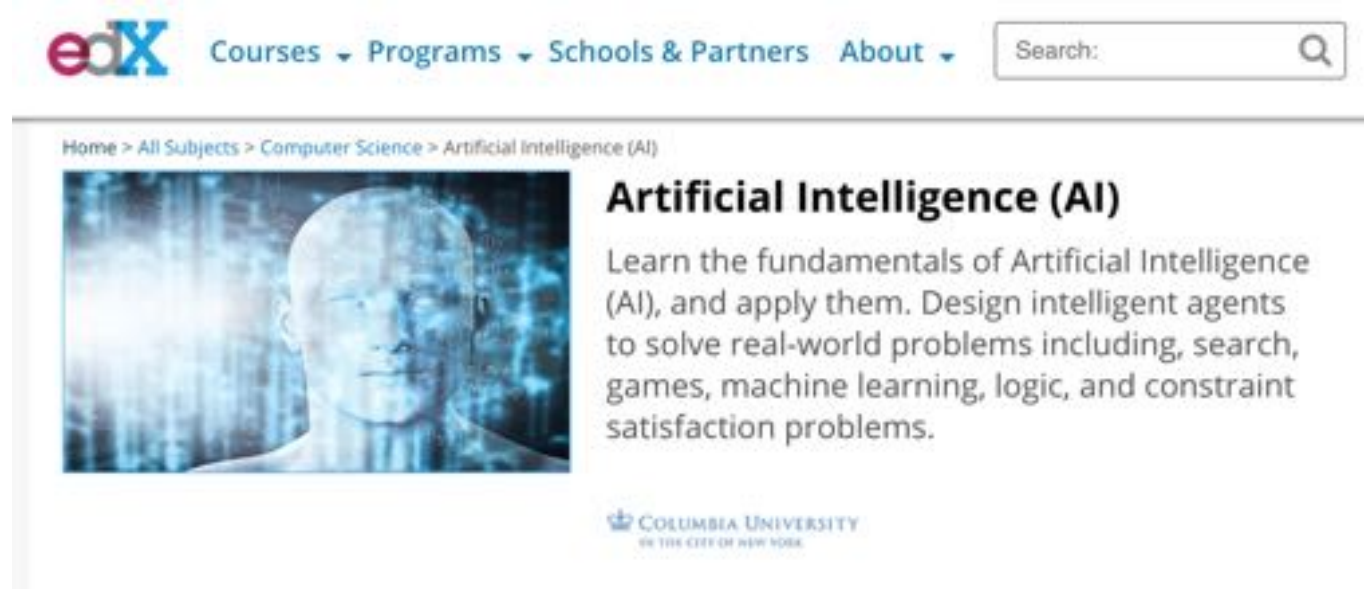 edX Courses Programs Schools & Partners About Search:
Home > All Subjects > Computer Science > Artificial Intelligence (AI)
Artificial Intelligence (AI)
Learn the fundamentals of Artificial Intelligence
(AI), and apply them. Design intelligent agents
to solve real-world problems including, search,
games, machine learning, logic, and constraint
satisfaction problems.
COLUMBIA UNIVERSITY
IN THE CITY OF NEW YORK